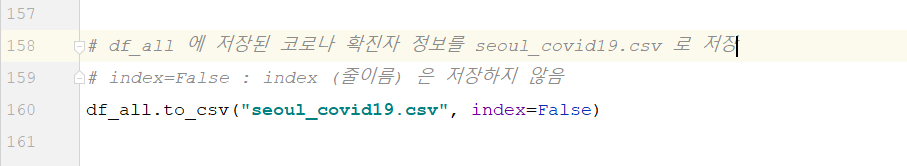 157
158 # df_all 에 저장된 코로나 확진자 정보를 seoul_covid19.csv 로 저장
159 # index=False : index (줄이름) 은 저장하지 않음
160 df_all.to_csv("seoul_covid19.csv", index=False)
161